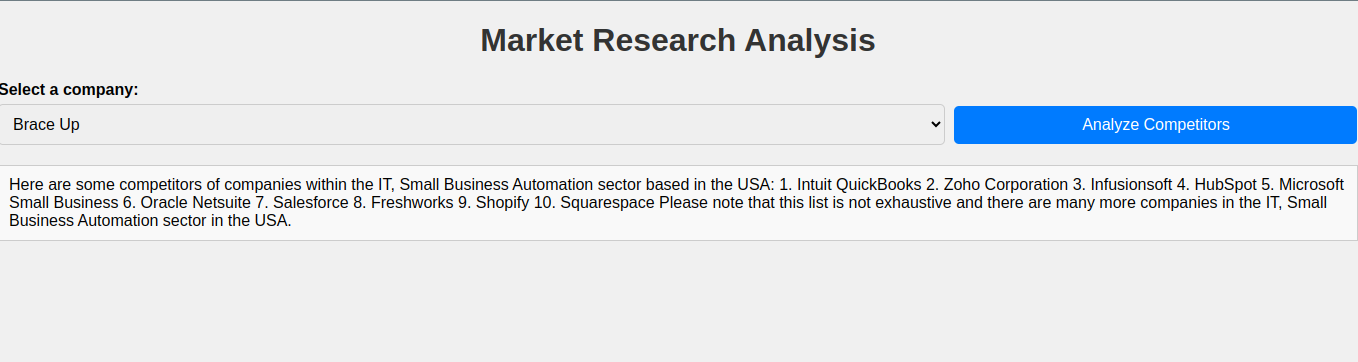 Market Research Analysis
Select a company:
Brace Up
Analyze Competitors
Here are some competitors of companies within the IT, Small Business Automation sector based in the USA: 1. Intuit QuickBooks 2. Zoho Corporation 3. Infusionsoft 4. HubSpot 5. Microsoft
Small Business 6. Oracle Netsuite 7. Salesforce 8. Freshworks 9. Shopify 10. Squarespace Please note that this list is not exhaustive and there are many more companies in the IT, Small
Business Automation sector in the USA.